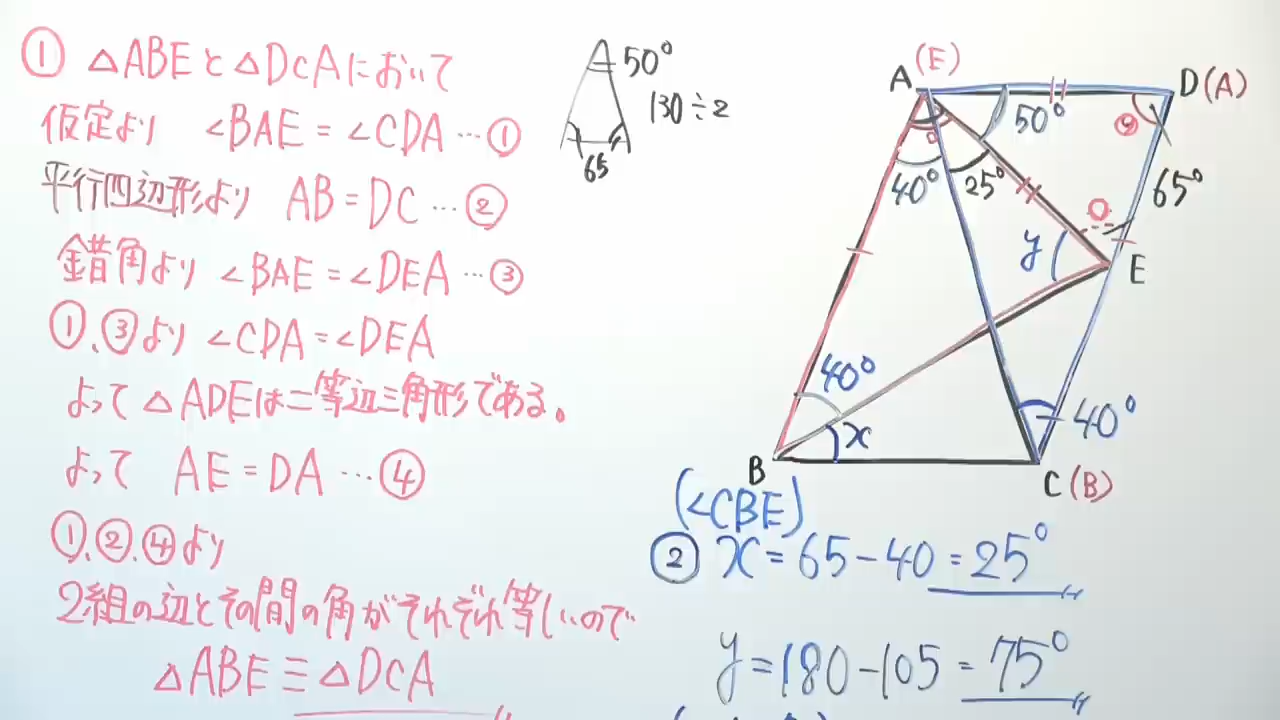 ① △ABEと△DCAにおいて
仮定より ∠BAE=∠CDA…①
平行四辺形より AB=DC…②
錯角より ∠BAE=∠DEA…③
①、③より ∠CDA=∠DEA
よって△ADEは二等辺三角形である。
よって AE=DA…④
①.②.④より
2組の辺とその間の角がそれぞれ等しいので
△ABE≡△DCA
50°
130÷2
65
A (E)
D (A)
50°
40°
25°
65°
y
E
40°
x
40°
B
C (B)
(∠CBE)
② x=65-40=25°
y=180-105=75°